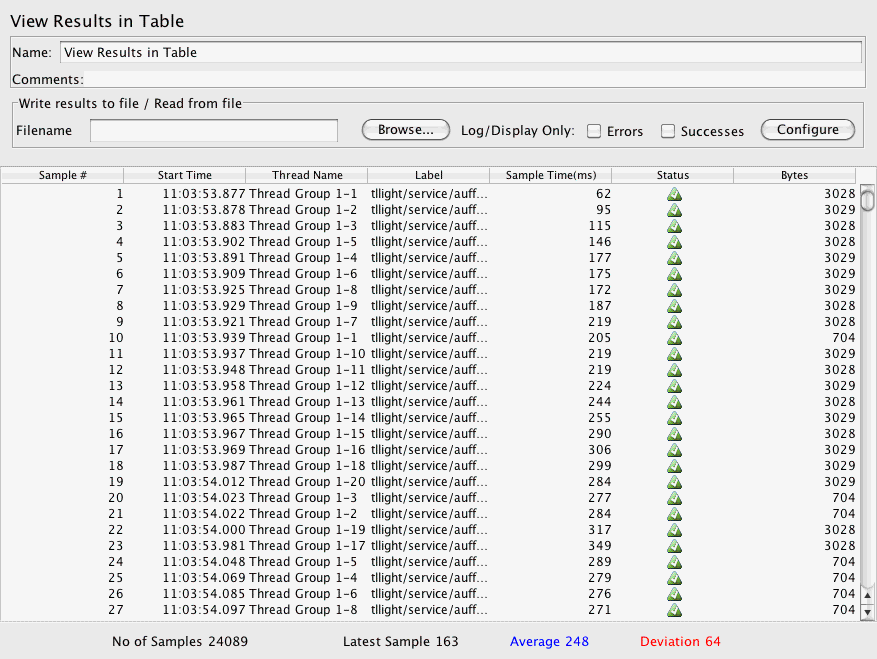 View Results in Table
Name: View Results in Table
Comments:
Write results to file / Read from file
Filename Browse... Log/Display Only: Errors Successes Configure
Sample # Start Time Thread Name Label Sample Time(ms) Status Bytes
1 11:03:53.877 Thread Group 1-1 tllight/service/auff... 62 3028
2 11:03:53.878 Thread Group 1-2 tllight/service/auff... 95 3029
3 11:03:53.883 Thread Group 1-3 tllight/service/auff... 115 3028
4 11:03:53.902 Thread Group 1-5 tllight/service/auff... 146 3028
5 11:03:53.891 Thread Group 1-4 tllight/service/auff... 177 3029
6 11:03:53.909 Thread Group 1-6 tllight/service/auff... 175 3029
7 11:03:53.925 Thread Group 1-8 tllight/service/auff... 172 3029
8 11:03:53.929 Thread Group 1-9 tllight/service/auff... 187 3028
9 11:03:53.921 Thread Group 1-7 tllight/service/auff... 219 3028
10 11:03:53.939 Thread Group 1-1 tllight/service/auff... 205 704
11 11:03:53.937 Thread Group 1-10 tllight/service/auff... 219 3029
12 11:03:53.948 Thread Group 1-11 tllight/service/auff... 219 3028
13 11:03:53.958 Thread Group 1-12 tllight/service/auff... 224 3029
14 11:03:53.961 Thread Group 1-13 tllight/service/auff... 244 3028
15 11:03:53.965 Thread Group 1-14 tllight/service/auff... 255 3029
16 11:03:53.967 Thread Group 1-15 tllight/service/auff... 290 3029
17 11:03:53.969 Thread Group 1-16 tllight/service/auff... 306 3029
18 11:03:53.987 Thread Group 1-18 tllight/service/auff... 299 3029
19 11:03:54.012 Thread Group 1-20 tllight/service/auff... 284 3029
20 11:03:54.023 Thread Group 1-3 tllight/service/auff... 277 704
21 11:03:54.022 Thread Group 1-2 tllight/service/auff... 284 704
22 11:03:54.000 Thread Group 1-19 tllight/service/auff... 317 3028
23 11:03:53.981 Thread Group 1-17 tllight/service/auff... 349 3028
24 11:03:54.048 Thread Group 1-5 tllight/service/auff... 289 704
25 11:03:54.069 Thread Group 1-4 tllight/service/auff... 279 704
26 11:03:54.085 Thread Group 1-6 tllight/service/auff... 276 704
27 11:03:54.097 Thread Group 1-8 tllight/service/auff... 271 704
No of Samples 24089 Latest Sample 163 Average 248 Deviation 64